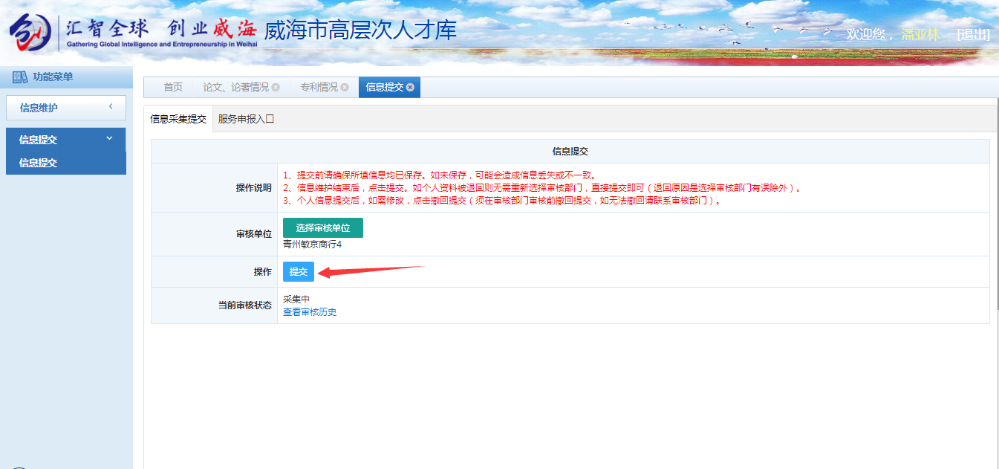 汇智全球 创业威海 威海市高层次人才库
Gathering Global Intelligence and Entrepreneurship in Weihai
欢迎您， 潘亚林 [退出]
功能菜单
信息维护
信息提交
信息提交
首页 论文、论著情况 专利情况 信息提交
信息采集提交 服务申报入口
信息提交
操作说明
1、提交前请确保所填信息均已保存。如未保存，可能会造成信息丢失或不一致。
2、信息维护结束后，点击提交。如个人资料被退回则无需重新选择审核部门，直接提交即可（退回原因是选择审核部门有误除外）。
3、个人信息提交后，如需修改，点击撤回提交（须在审核部门审核前撤回提交，如无法撤回请联系审核部门）。
审核单位
选择审核单位
青州敏京商行4
操作
提交
当前审核状态
采集中
查看审核历史